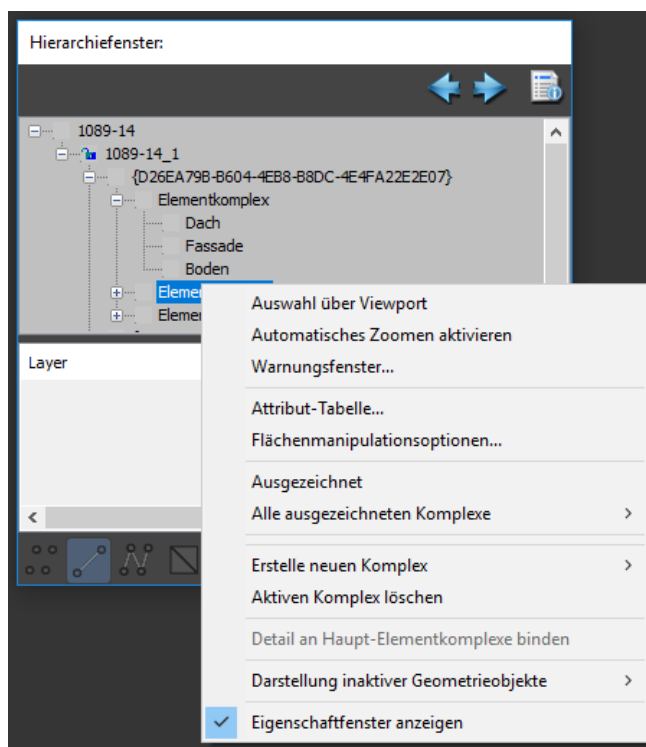 Hierarchiefenster:
1089-14
1089-14_1
{D26EA79B-B604-4EB8-B8DC-4E4FA22E2E07}
Elementkomplex
Dach
Fassade
Boden
Layer
Auswahl über Viewport
Automatisches Zoomen aktivieren
Warnungsfenster...
Attribut-Tabelle...
Flächenmanipulationsoptionen...
Ausgezeichnet
Alle ausgezeichneten Komplexe
Erstelle neuen Komplex
Aktiven Komplex löschen
Detail an Haupt-Elementkomplexe binden
Darstellung inaktiver Geometrieobjekte
Eigenschaftfenster anzeigen